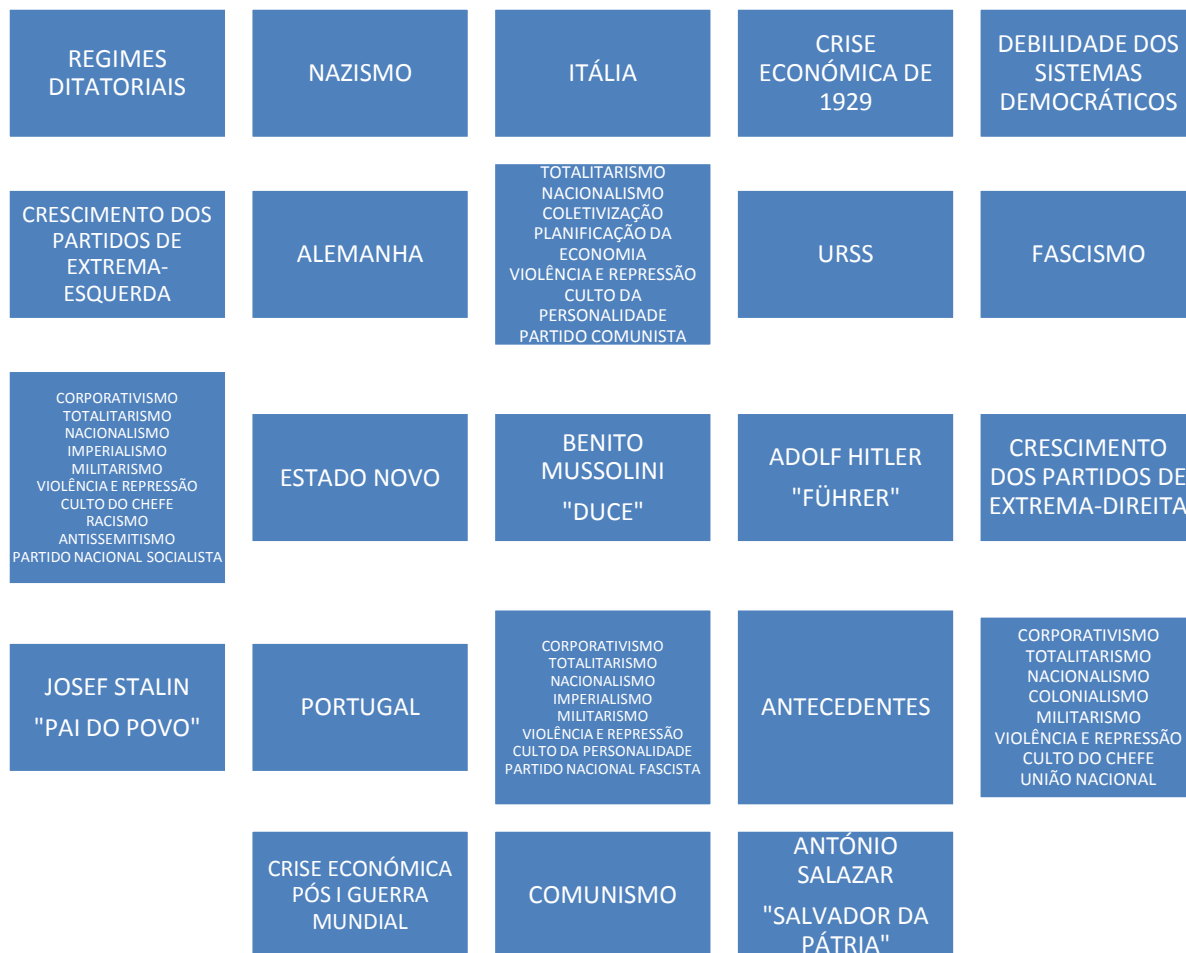 REGIMES
DITATORIAIS
NAZISMO
ITÁLIA
CRISE
ECONÓMICA DE
1929
DEBILIDADE DOS
SISTEMAS
DEMOCRÁTICOS
CRESCIMENTO DOS
PARTIDOS DE
EXTREMA-
ESQUERDA
ALEMANHA
TOTALITARISMO
NACIONALISMO
COLETIVIZAÇÃO
PLANIFICAÇÃO DA
ECONOMIA
VIOLÊNCIA E REPRESSÃO
CULTO DA
PERSONALIDADE
PARTIDO COMUNISTA
URSS
FASCISMO
CORPORATIVISMO
TOTALITARISMO
NACIONALISMO
IMPERIALISMO
MILITARISMO
VIOLÊNCIA E REPRESSÃO
CULTO DO CHEFE
RACISMO
ANTISSEMITISMO
PARTIDO NACIONAL SOCIALISTA
ESTADO NOVO
BENITO
MUSSOLINI
"DUCE"
ADOLF HITLER
"FÜHRER"
CRESCIMENTO
DOS PARTIDOS DE
EXTREMA-DIREITA
JOSEF STALIN
"PAI DO POVO"
PORTUGAL
CORPORATIVISMO
TOTALITARISMO
NACIONALISMO
IMPERIALISMO
MILITARISMO
VIOLÊNCIA E REPRESSÃO
CULTO DA PERSONALIDADE
PARTIDO NACIONAL FASCISTA
ANTECEDENTES
CORPORATIVISMO
TOTALITARISMO
NACIONALISMO
COLONIALISMO
MILITARISMO
VIOLÊNCIA E REPRESSÃO
CULTO DO CHEFE
UNIÃO NACIONAL
CRISE ECONÓMICA
PÓS I GUERRA
MUNDIAL
COMUNISMO
ANTÓNIO
SALAZAR
"SALVADOR DA
PÁTRIA"